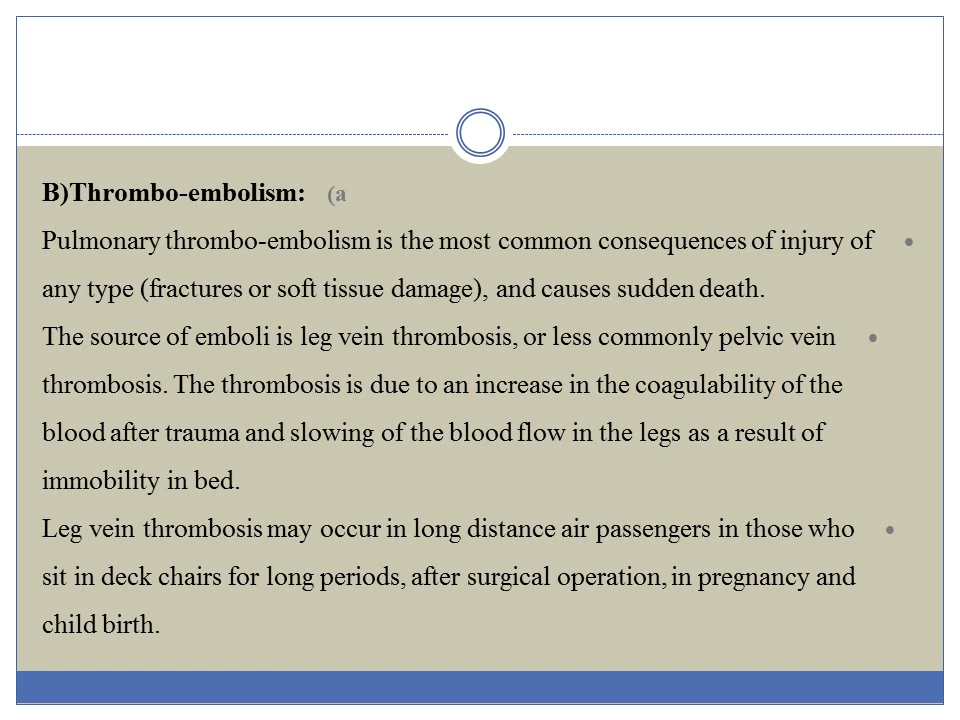 B)Thrombo-embolism: (a
Pulmonary thrombo-embolism is the most common consequences of injury of •
any type (fractures or soft tissue damage), and causes sudden death.
The source of emboli is leg vein thrombosis, or less commonly pelvic vein •
thrombosis. The thrombosis is due to an increase in the coagulability of the
blood after trauma and slowing of the blood flow in the legs as a result of
immobility in bed.
Leg vein thrombosis may occur in long distance air passengers in those who •
sit in deck chairs for long periods, after surgical operation, in pregnancy and
child birth.